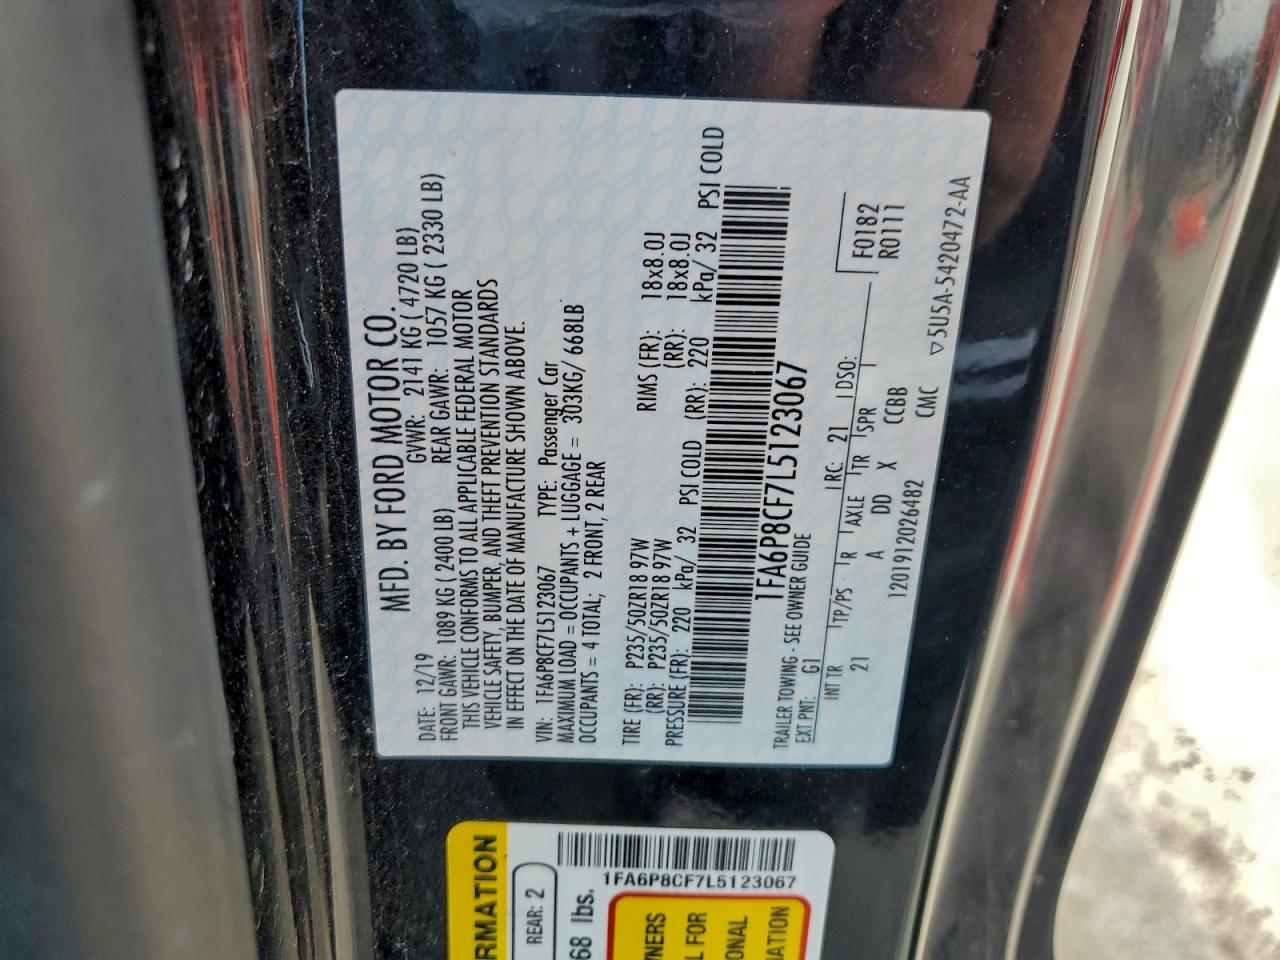 MFD. BY FORD MOTOR CO.
DATE: 12/19 GVWR: 2141 KG ( 4720 LB)
FRONT GAWR: 1089 KG ( 2400 LB) REAR GAWR: 1057 KG ( 2330 LB)
THIS VEHICLE CONFORMS TO ALL APPLICABLE FEDERAL MOTOR
VEHICLE SAFETY, BUMPER, AND THEFT PREVENTION STANDARDS
IN EFFECT ON THE DATE OF MANUFACTURE SHOWN ABOVE.
VIN: 1FA6P8CF7L5123067 TYPE: Passenger Car
MAXIMUM LOAD = OCCUPANTS + LUGGAGE = 303KG/ 668LB
OCCUPANTS = 4 TOTAL; 2 FRONT, 2 REAR
TIRE (FR): P235/50ZR18 97W RIMS (FR): 18x8.0J
(RR): P235/50ZR18 97W (RR): 18x8.0J
PRESSURE (FR): 220 kPa/ 32 PSI COLD (RR): 220 kPa/ 32 PSI COLD
1FA6P8CF7L5123067
TRAILER TOWING - SEE OWNER GUIDE
EXT PNT: G1 RC: 21 DSO:
F0182
R0111
INT TR TP/PS R AXLE TR SPR
21 A DD X CCBB
1201912026482 CMC
▽5U5A-5420472-AA
RMATION
REAR: 2
1FA6P8CF7L5123067
68 lbs.
NERS
L FOR
ONAL
ATION